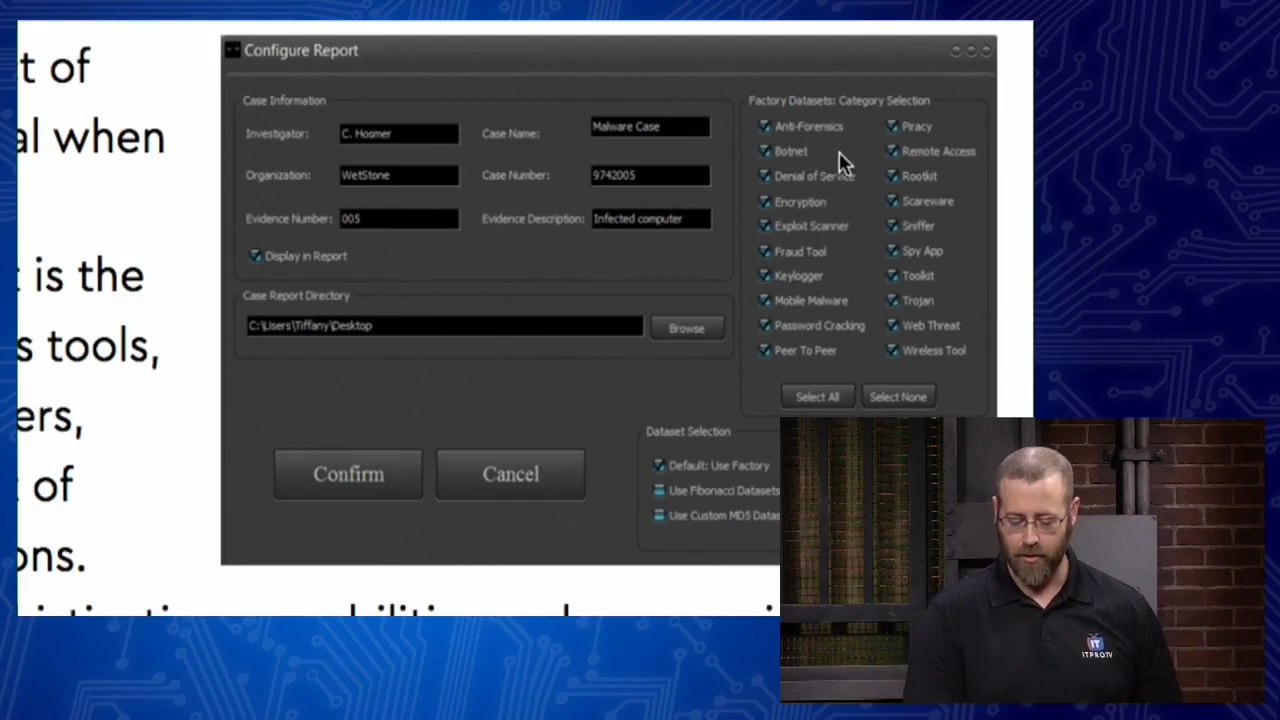 t of
al when
is the
s tools,
ers,
of
ons.
Configure Report
Case Information
Investigator: C. Hosmer Case Name: Malware Case
Organization: WetStone Case Number: 9742005
Evidence Number: 005 Evidence Description: Infected computer
Display in Report
Case Report Directory
C:\Users\Tiffany\Desktop Browse
Factory Datasets: Category Selection
Anti-Forensics Piracy
Botnet Remote Access
Denial of Service Rootkit
Encryption Scareware
Exploit Scanner Sniffer
Fraud Tool Spy App
Keylogger Toolkit
Mobile Malware Trojan
Password Cracking Web Threat
Peer To Peer Wireless Tool
Select All Select None
Confirm Cancel
Dataset Selection
Default: Use Factory
Use Fibonacci Datasets
Use Custom MD5 Datas
IT
ITPRO.TV